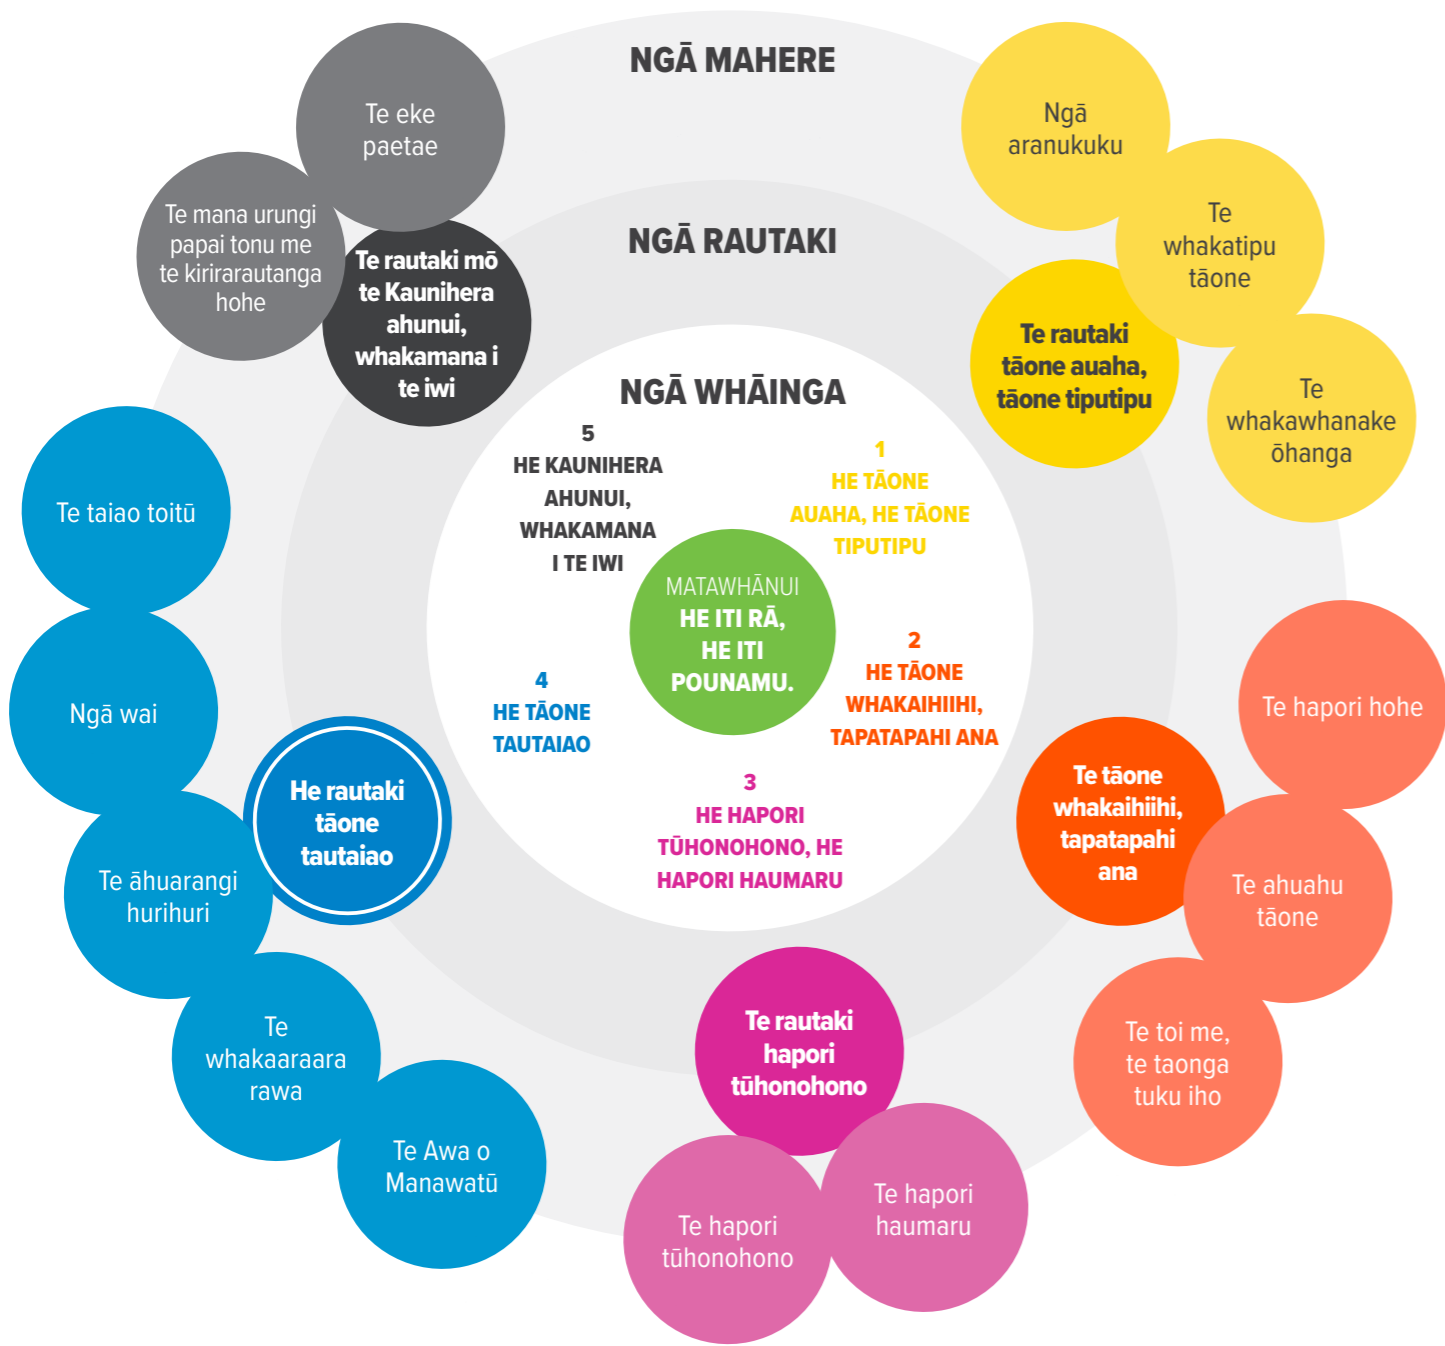 NGĀ MAHERE
NGĀ RAUTAKI
NGĀ WHĀINGA
MATAWHĀNUI
HE ITI RĀ,
HE ITI
POUNAMU.
1
HE TĀONE
AUAHA, HE TĀONE
TIPUTIPU
2
HE TĀONE
WHAKAIHIIHI,
TAPATAPAHI ANA
3
HE HAPORI
TŪHONOHONO, HE
HAPORI HAUMARU
4
HE TĀONE
TAUTAIAO
5
HE KAUNIHERA
AHUNUI,
WHAKAMANA
I TE IWI
Te rautaki
tāone auaha,
tāone tiputipu
Ngā
aranukuku
Te
whakatipu
tāone
Te
whakawhanake
ōhanga
Te tāone
whakaihiihi,
tapatapahi
ana
Te hapori hohe
Te ahuahu
tāone
Te toi me,
te taonga
tuku iho
Te rautaki
hapori
tūhonohono
Te hapori
haumaru
Te hapori
tūhonohono
He rautaki
tāone
tautaiao
Te Awa o
Manawatū
Te
whakaaraara
rawa
Te āhuarangi
hurihuri
Ngā wai
Te taiao toitū
Te rautaki mō
te Kaunihera
ahunui,
whakamana i
te iwi
Te mana urungi
papai tonu me
te kirirarautanga
hohe
Te eke
paetae